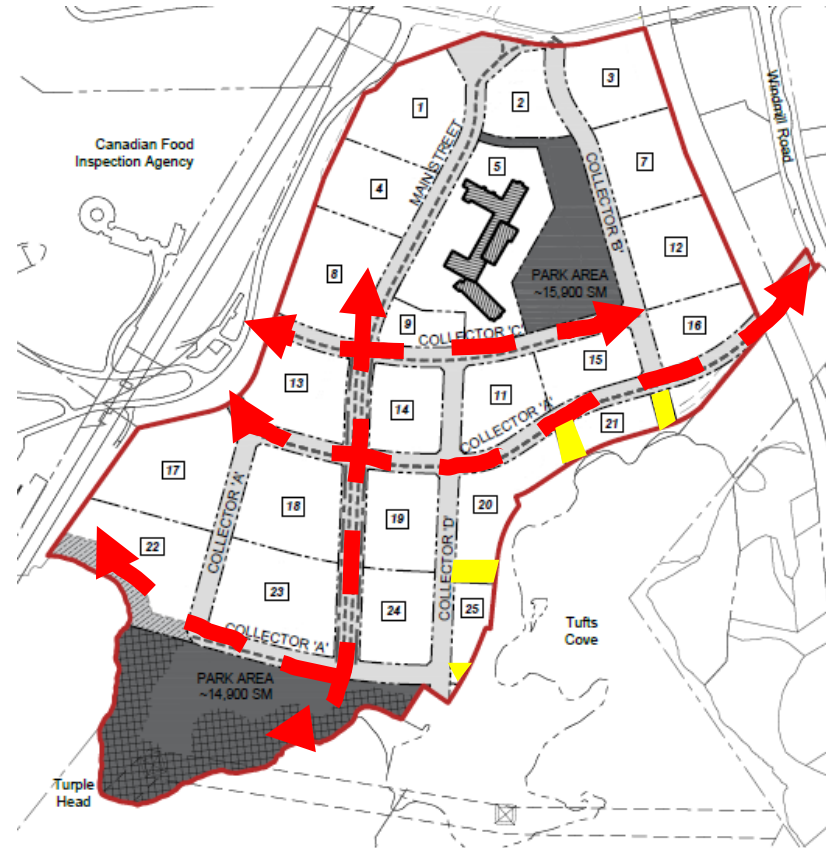 Canadian Food
Inspection Agency
Windmill Road
1
2
3
MAIN STREET
5
COLLECTOR 'B'
7
4
12
8
PARK AREA
~15,900 SM
9
COLLECTOR 'C'
16
15
13
14
11
COLLECTOR 'A'
21
17
COLLECTOR 'A'
18
19
20
COLLECTOR 'D'
22
23
24
25
COLLECTOR 'A'
Tufts
Cove
PARK AREA
~14,900 SM
Turple
Head